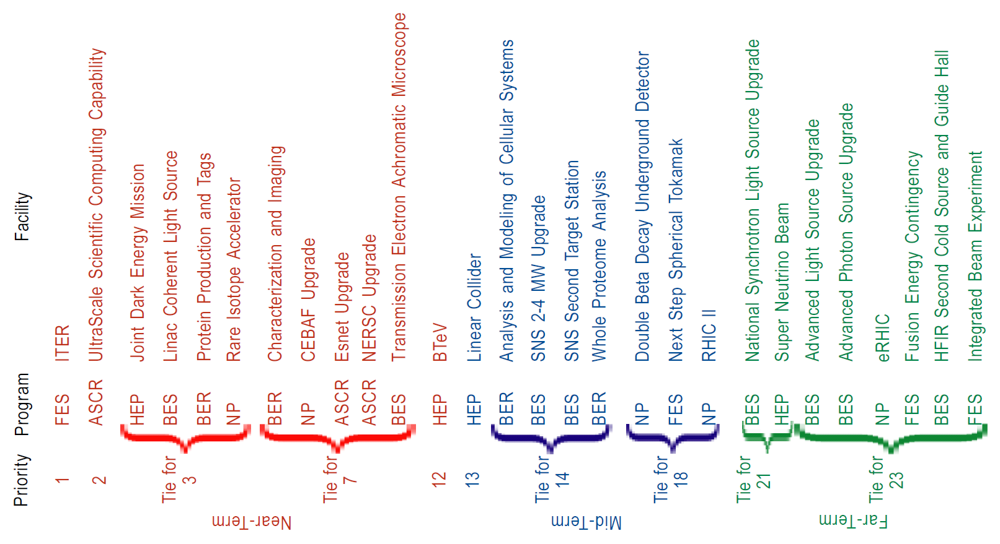 Priority Program Facility
Near-Term
1 FES ITER
2 ASCR UltraScale Scientific Computing Capability
Tie for
3
HEP Joint Dark Energy Mission
BES Linac Coherent Light Source
BER Protein Production and Tags
NP Rare Isotope Accelerator
Tie for
7
BER Characterization and Imaging
NP CEBAF Upgrade
ASCR Esnet Upgrade
ASCR NERSC Upgrade
BES Transmission Electron Achromatic Microscope
12 HEP BTeV
Mid-Term
13 HEP Linear Collider
Tie for
14
BER Analysis and Modeling of Cellular Systems
BES SNS 2-4 MW Upgrade
BES SNS Second Target Station
BER Whole Proteome Analysis
Tie for
18
NP Double Beta Decay Underground Detector
FES Next Step Spherical Tokamak
NP RHIC II
Far-Term
Tie for
21
BES National Synchrotron Light Source Upgrade
HEP Super Neutrino Beam
Tie for
23
BES Advanced Light Source Upgrade
BES Advanced Photon Source Upgrade
NP eRHIC
FES Fusion Energy Contingency
BES HFIR Second Cold Source and Guide Hall
FES Integrated Beam Experiment